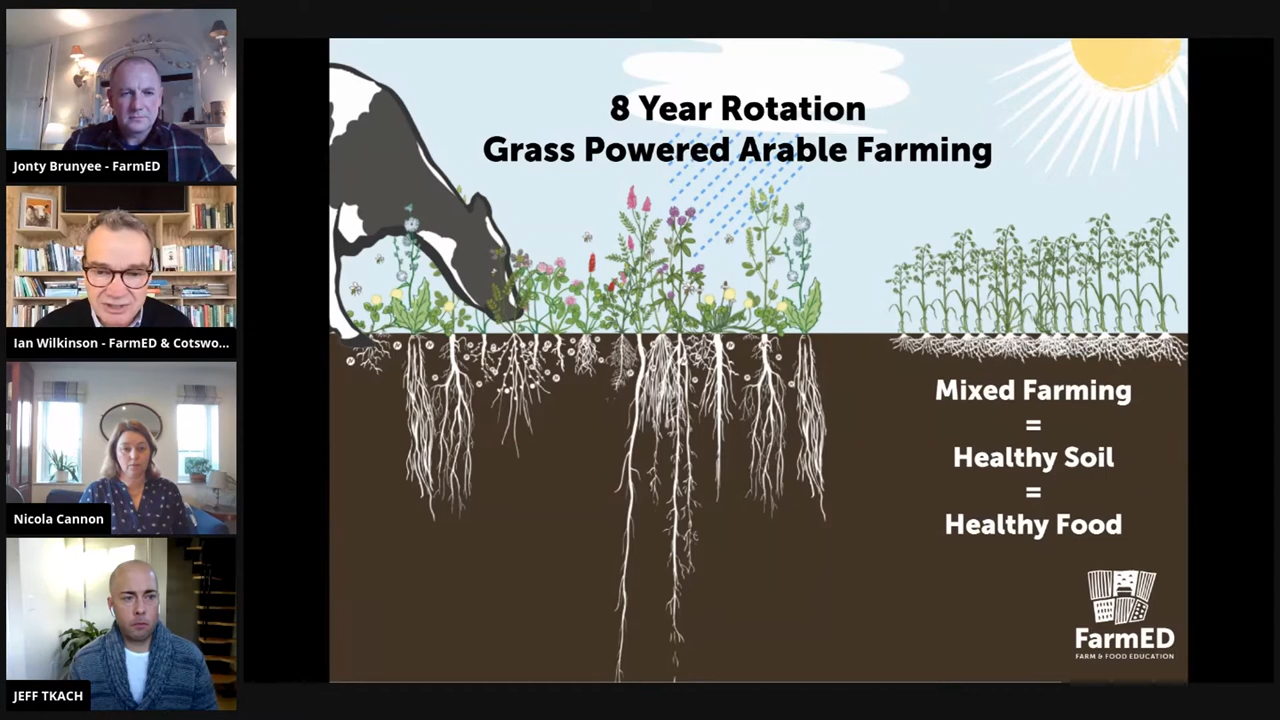 Jonty Brunyee - FarmED
Ian Wilkinson - FarmED & Cotswo...
Nicola Cannon
JEFF TKACH
8 Year Rotation
Grass Powered Arable Farming
Mixed Farming
=
Healthy Soil
=
Healthy Food
FarmED
FARM & FOOD EDUCATION